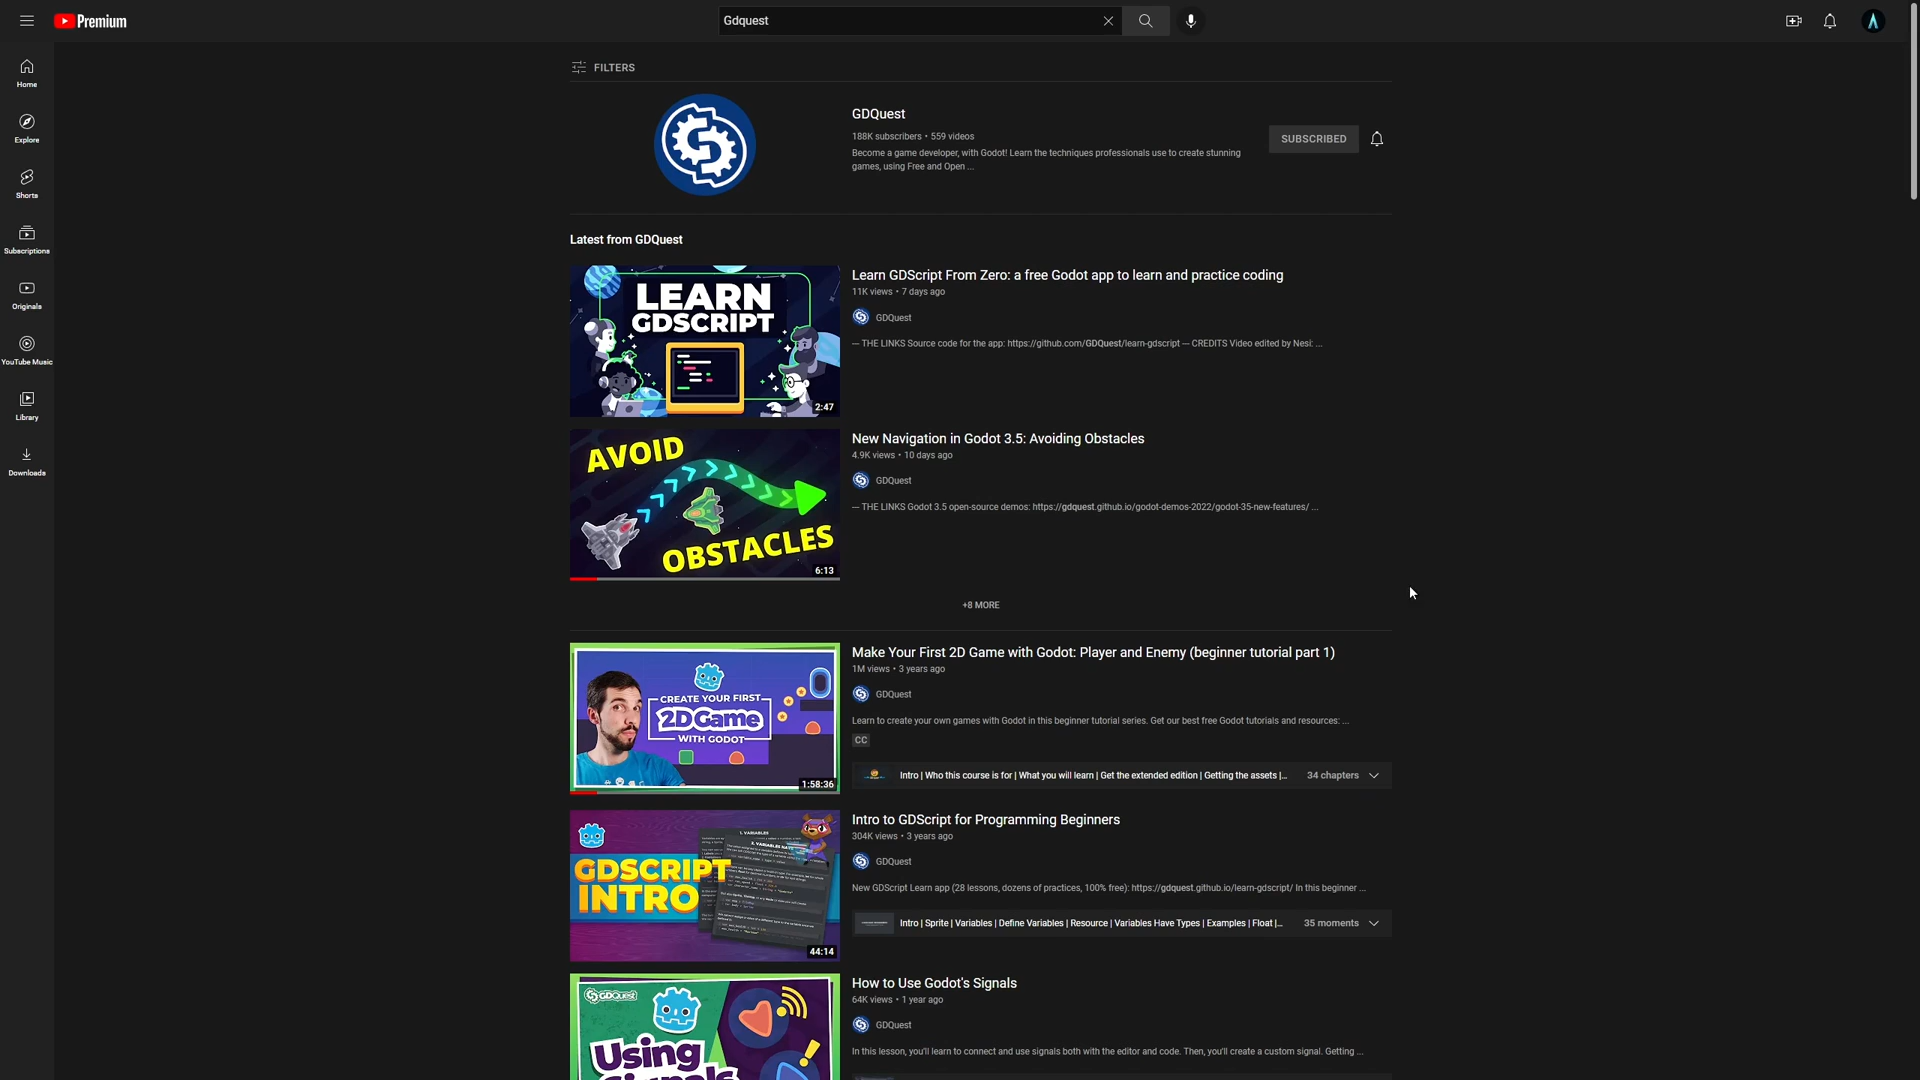 Premium
Gdquest
Home
Explore
Shorts
Subscriptions
Originals
YouTube Music
Library
Downloads
FILTERS
GDQuest
188K subscribers • 559 videos
Become a game developer, with Godot! Learn the techniques professionals use to create stunning
games, using Free and Open ...
SUBSCRIBED
Latest from GDQuest
LEARN
GDSCRIPT
2:47
Learn GDScript From Zero: a free Godot app to learn and practice coding
11K views • 7 days ago
GDQuest
— THE LINKS Source code for the app: https://github.com/GDQuest/learn-gdscript — CREDITS Video edited by Nesi: ...
AVOID
OBSTACLES
6:13
New Navigation in Godot 3.5: Avoiding Obstacles
4.9K views • 10 days ago
GDQuest
— THE LINKS Godot 3.5 open-source demos: https://gdquest.github.io/godot-demos-2022/godot-35-new-features/ ...
+8 MORE
CREATE YOUR FIRST
2D Game
WITH GODOT
1:58:36
Make Your First 2D Game with Godot: Player and Enemy (beginner tutorial part 1)
1M views • 3 years ago
GDQuest
Learn to create your own games with Godot in this beginner tutorial series. Get our best free Godot tutorials and resources: ...
CC
Intro | Who this course is for | What you will learn | Get the extended edition | Getting the assets |...
34 chapters
GDSCRIPT
INTRO
1. VARIABLES
44:14
Intro to GDScript for Programming Beginners
304K views • 3 years ago
GDQuest
New GDScript Learn app (28 lessons, dozens of practices, 100% free): https://gdquest.github.io/learn-gdscript/ In this beginner ...
Intro | Sprite | Variables | Define Variables | Resource | Variables Have Types | Examples | Float |...
35 moments
GDQUEST
Using
Signals
How to Use Godot's Signals
64K views • 1 year ago
GDQuest
In this lesson, you'll learn to connect and use signals both with the editor and code. Then, you'll create a custom signal. Getting ...